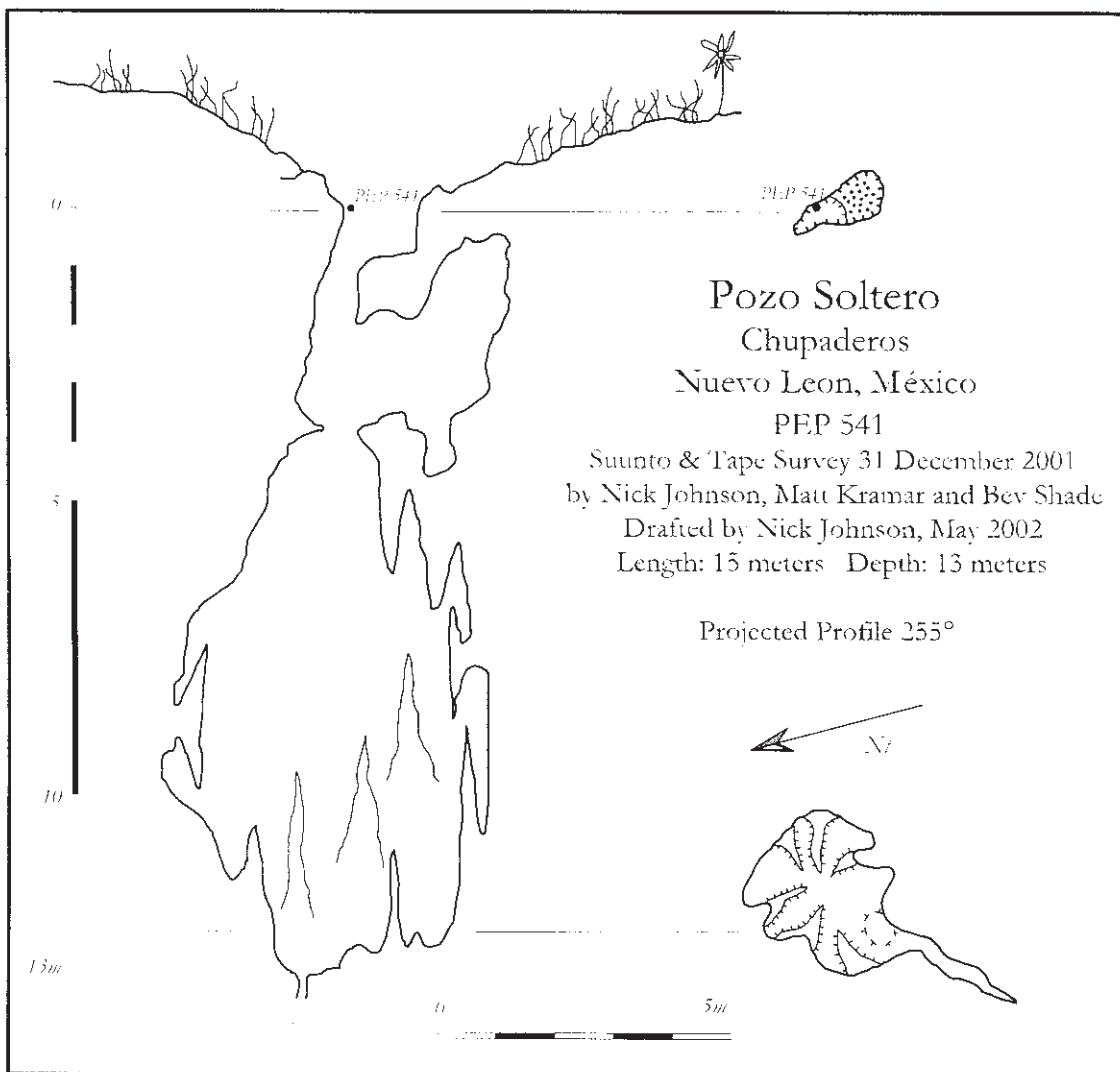 PEP 541
PEP 541
0
Pozo Soltero
Chupaderos
Nuevo Leon, México
PEP 541
Suunto & Tape Survey 31 December 2001
by Nick Johnson, Matt Kramar and Bev Shade
Drafted by Nick Johnson, May 2002
Length: 15 meters Depth: 13 meters
Projected Profile 255°
5
10
13m
0
5m